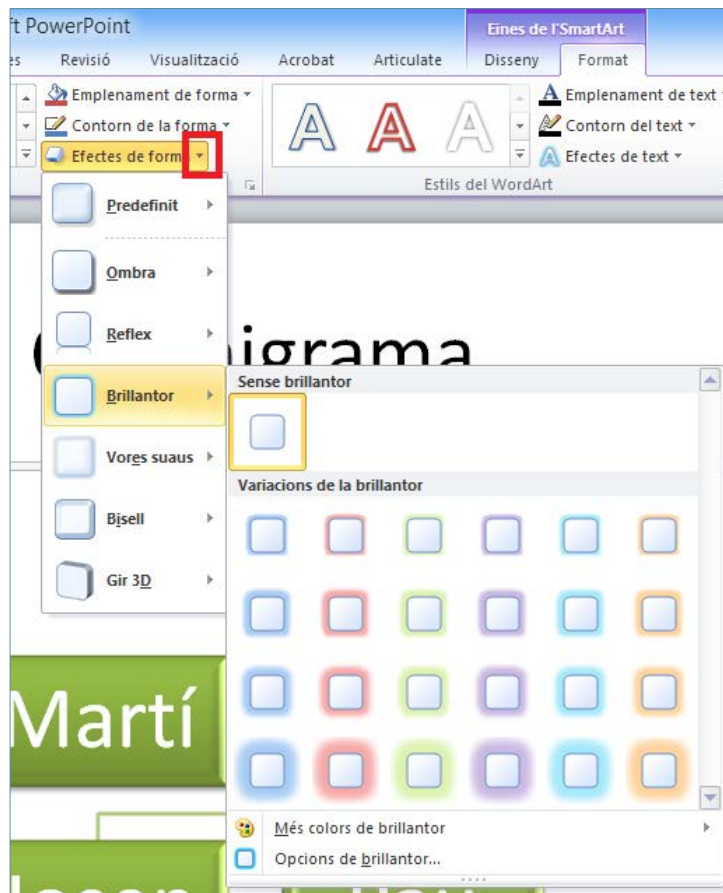 ft PowerPoint
Eines de l'SmartArt
es Revisió Visualització Acrobat Articulate Disseny Format
Emplenament de forma
Contorn de la forma
Efectes de forma
A A A
Emplenament de text
Contorn del text
Efectes de text
Estils del WordArt
Predefinit
Ombra
Reflex
Brillantor
Vores suaus
Bisell
Gir 3D
igrama
Sense brillantor
Variacions de la brillantor
Més colors de brillantor
Opcions de brillantor...
Martí